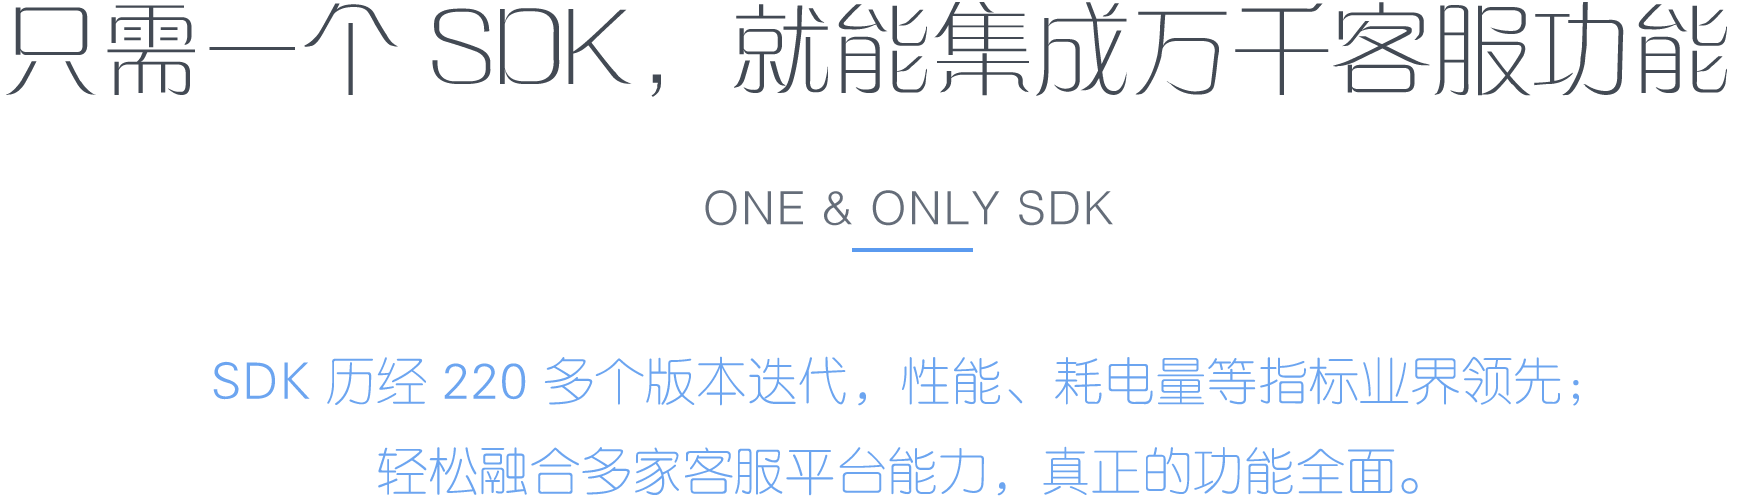 只需一个 SDK，就能集成万千客服功能
ONE & ONLY SDK
SDK 历经 220 多个版本迭代，性能、耗电量等指标业界领先；
轻松融合多家客服平台能力，真正的功能全面。